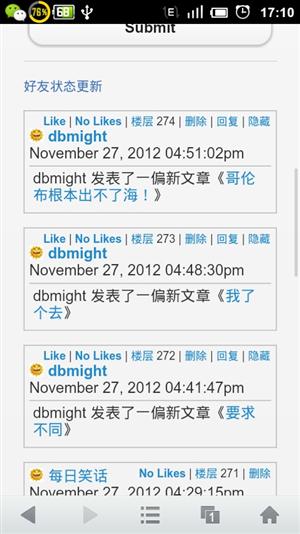 76%
68
E
17:10
Submit
好友状态更新
Like | No Likes | 楼层 274 | 删除 | 回复 | 隐藏
dbmight
November 27, 2012 04:51:02pm
dbmight 发表了一偏新文章《哥伦
布根本出不了海！》
Like | No Likes | 楼层 273 | 删除 | 回复 | 隐藏
dbmight
November 27, 2012 04:48:30pm
dbmight 发表了一偏新文章《我了
个去》
Like | No Likes | 楼层 272 | 删除 | 回复 | 隐藏
dbmight
November 27, 2012 04:41:47pm
dbmight 发表了一偏新文章《要求
不同》
No Likes | 楼层 271 | 删除
每日笑话
November 27, 2012 04:29:15pm
1